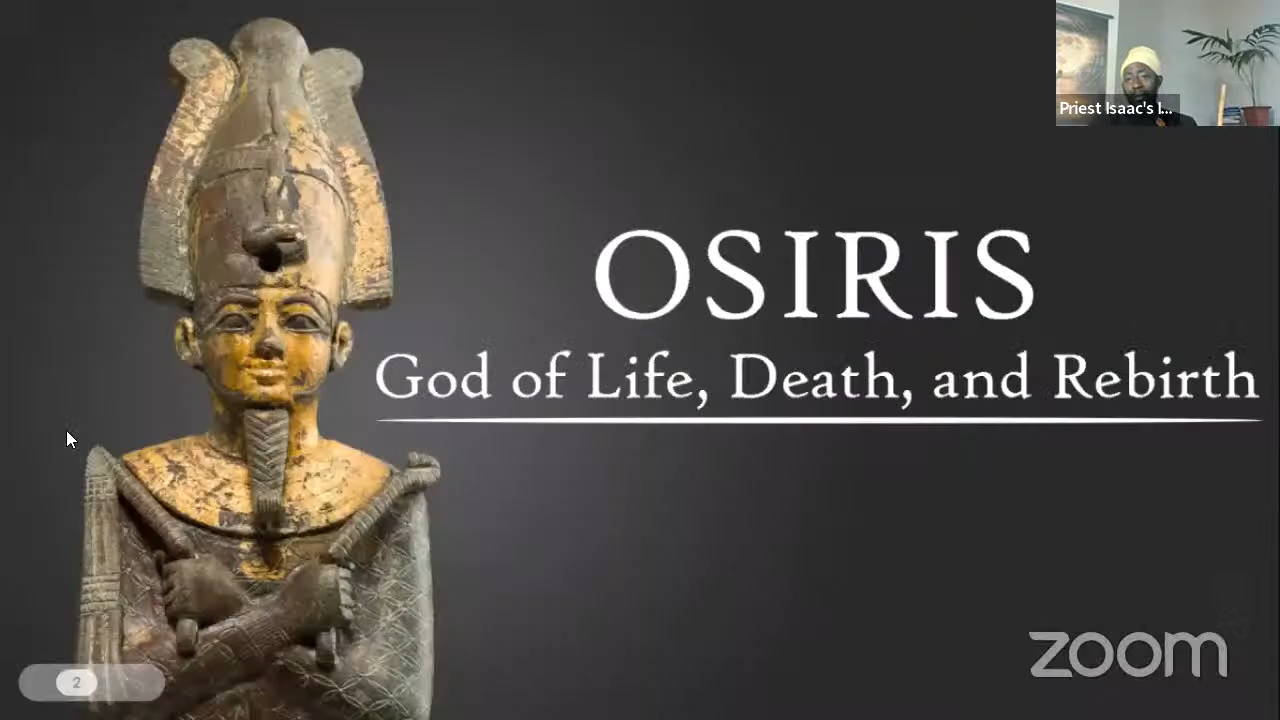 Priest Isaac's I...
OSIRIS
God of Life, Death, and Rebirth
zoom
2